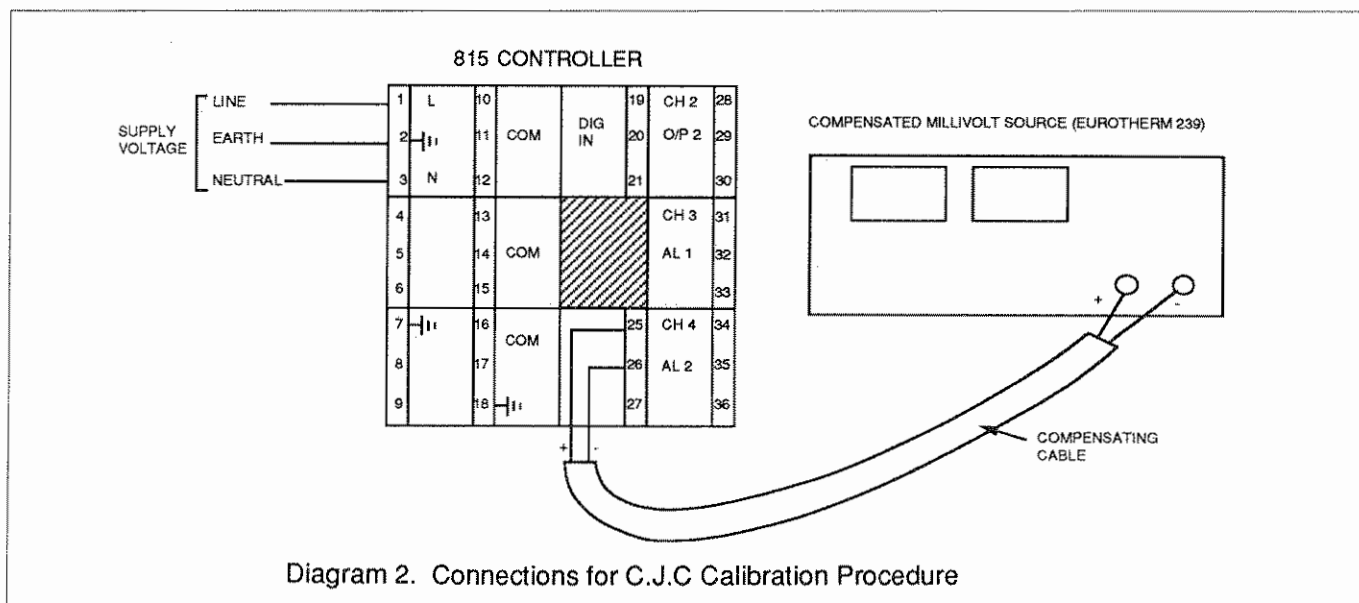 815 CONTROLLER
SUPPLY
VOLTAGE
LINE
EARTH
NEUTRAL
1 L 10 19 CH 2 28
2 11 COM DIG
IN 20 O/P 2 29
3 N 12 21 30
4 13 CH 3 31
5 14 COM AL 1 32
6 15 33
7 16 COM 25 CH 4 34
8 17 26 AL 2 35
9 18 27 36
+ -
COMPENSATED MILLIVOLT SOURCE (EUROTHERM 239)
+ -
COMPENSATING
CABLE
Diagram 2. Connections for C.J.C Calibration Procedure